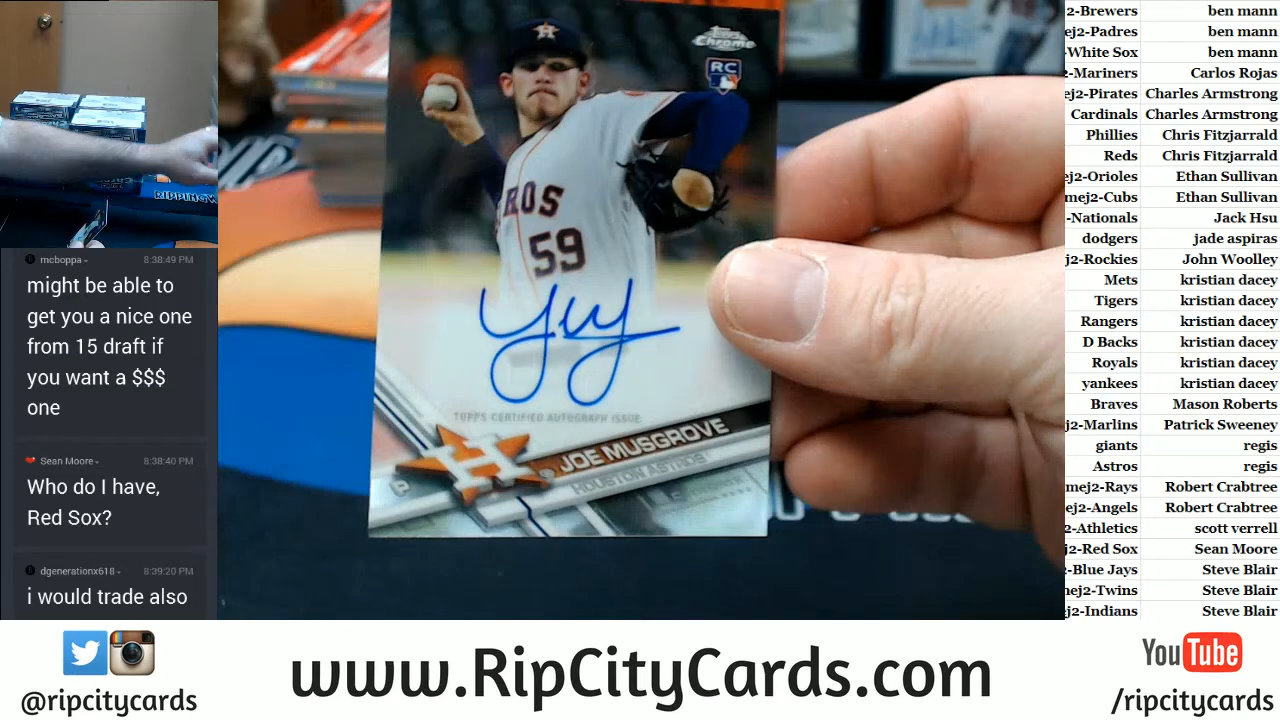 RIPPINGW
mcboppa
8:38:49 PM
might be able to
get you a nice one
from 15 draft if
you want a $$$
one
Sean Moore
8:38:40 PM
Who do I have,
Red Sox?
dgenerationx618
8:39:20 PM
i would trade also
Topps
Chrome
RC
ROS
59
TOPPS CERTIFIED AUTOGRAPH ISSUE
H
JOE MUSGROVE
HOUSTON ASTROS
P
2-Brewers ben mann
ej2-Padres ben mann
-White Sox ben mann
2-Mariners Carlos Rojas
ej2-Pirates Charles Armstrong
Cardinals Charles Armstrong
Phillies Chris Fitzjarrald
Reds Chris Fitzjarrald
ej2-Orioles Ethan Sullivan
mej2-Cubs Ethan Sullivan
-Nationals Jack Hsu
dodgers jade aspiras
j2-Rockies John Woolley
Mets kristian dacey
Tigers kristian dacey
Rangers kristian dacey
D Backs kristian dacey
Royals kristian dacey
yankees kristian dacey
Braves Mason Roberts
j2-Marlins Patrick Sweeney
giants regis
Astros regis
mej2-Rays Robert Crabtree
mej2-Angels Robert Crabtree
2-Athletics scott verrell
j2-Red Sox Sean Moore
-Blue Jays Steve Blair
nej2-Twins Steve Blair
j2-Indians Steve Blair
@ripcitycards
www.RipCityCards.com
YouTube
/ripcitycards